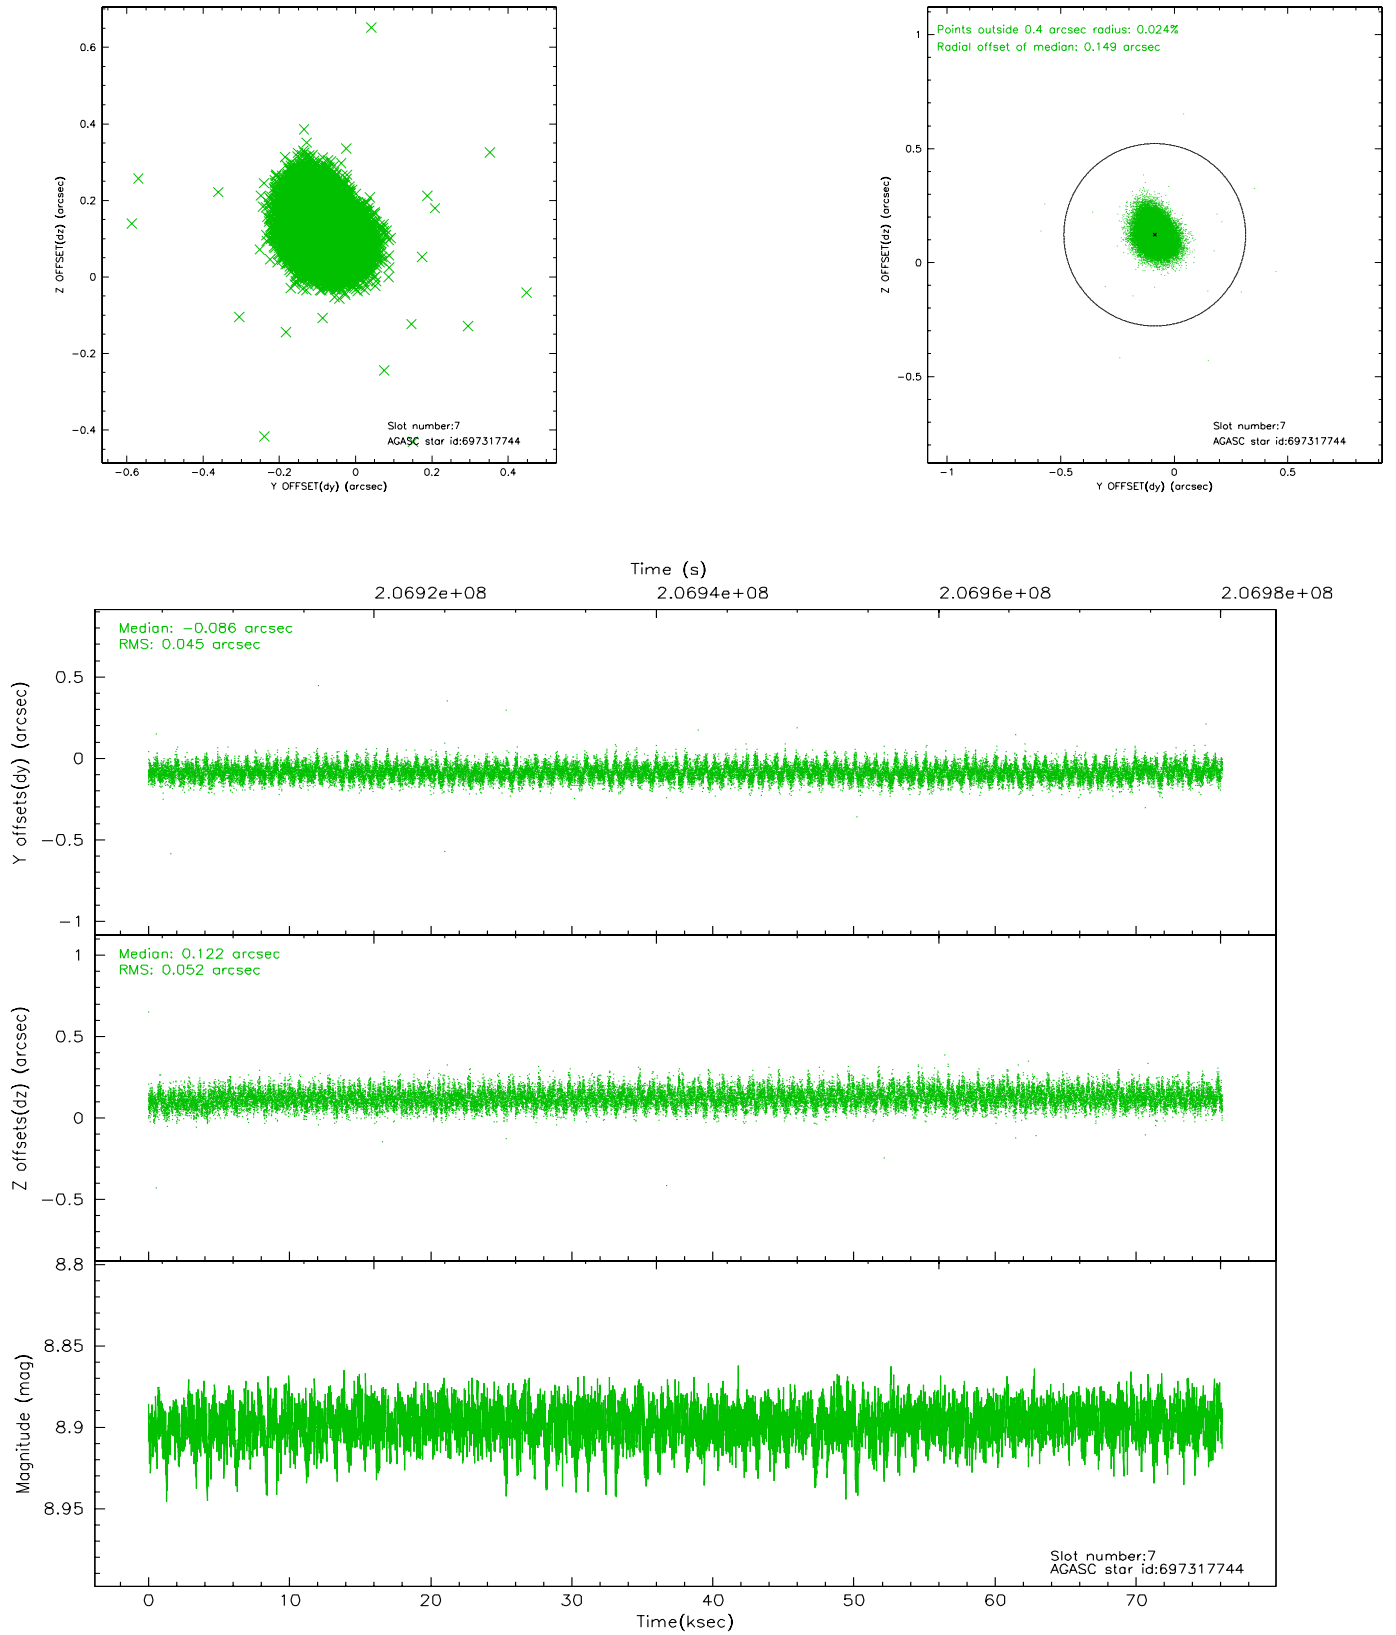 0.6
0.4
0.2
0
-0.2
-0.4
Z OFFSET(dz) (arcsec)
Slot number:7
AGASC star id:697317744
-0.6 -0.4 -0.2 0 0.2 0.4
Y OFFSET(dy) (arcsec)
Points outside 0.4 arcsec radius: 0.024%
Radial offset of median: 0.149 arcsec
1
0.5
0
-0.5
Z OFFSET(dz) (arcsec)
Slot number:7
AGASC star id:697317744
-1 -0.5 0 0.5
Y OFFSET(dy) (arcsec)
Time (s)
2.0692e+08 2.0694e+08 2.0696e+08 2.0698e+08
Median: -0.086 arcsec
RMS: 0.045 arcsec
0.5
0
-0.5
-1
Y offsets(dy) (arcsec)
Median: 0.122 arcsec
RMS: 0.052 arcsec
1
0.5
0
-0.5
Z offsets(dz) (arcsec)
8.8
8.85
8.9
8.95
Magnitude (mag)
Slot number:7
AGASC star id:697317744
0 10 20 30 40 50 60 70
Time(ksec)